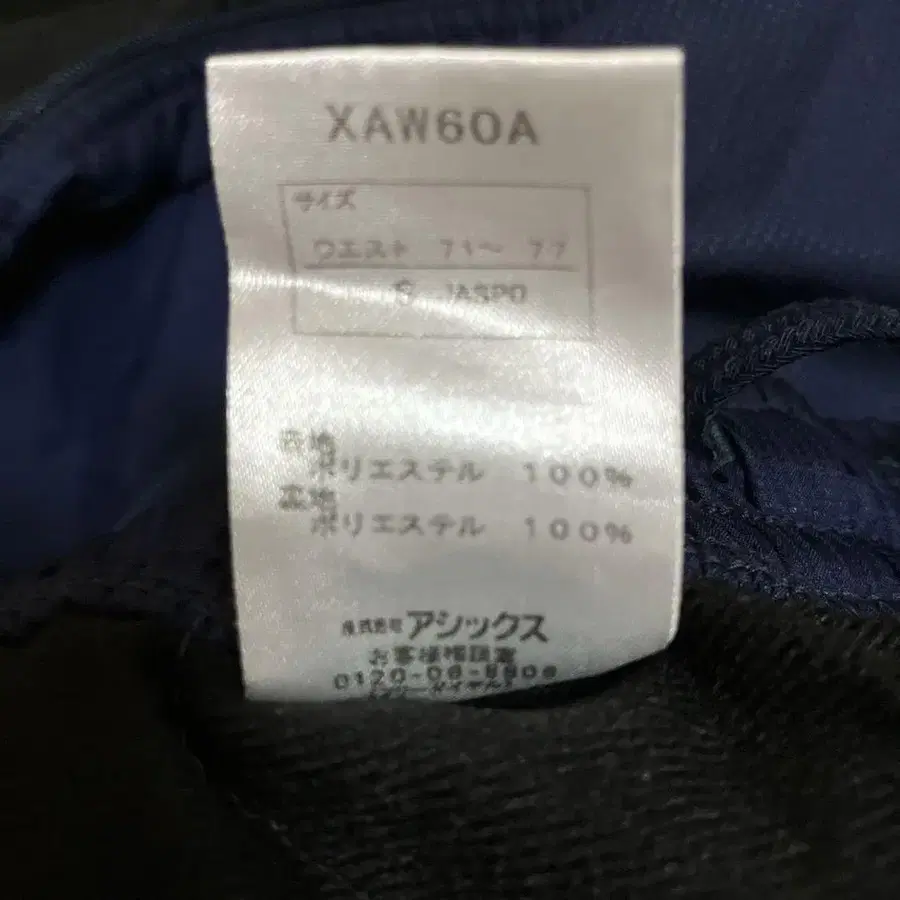 XAW60A
サイズ
ウエスト 71〜 77
S JASPO
表地
ポリエステル 100%
裏地
ポリエステル 100%
株式会社アシックス
お客様相談室